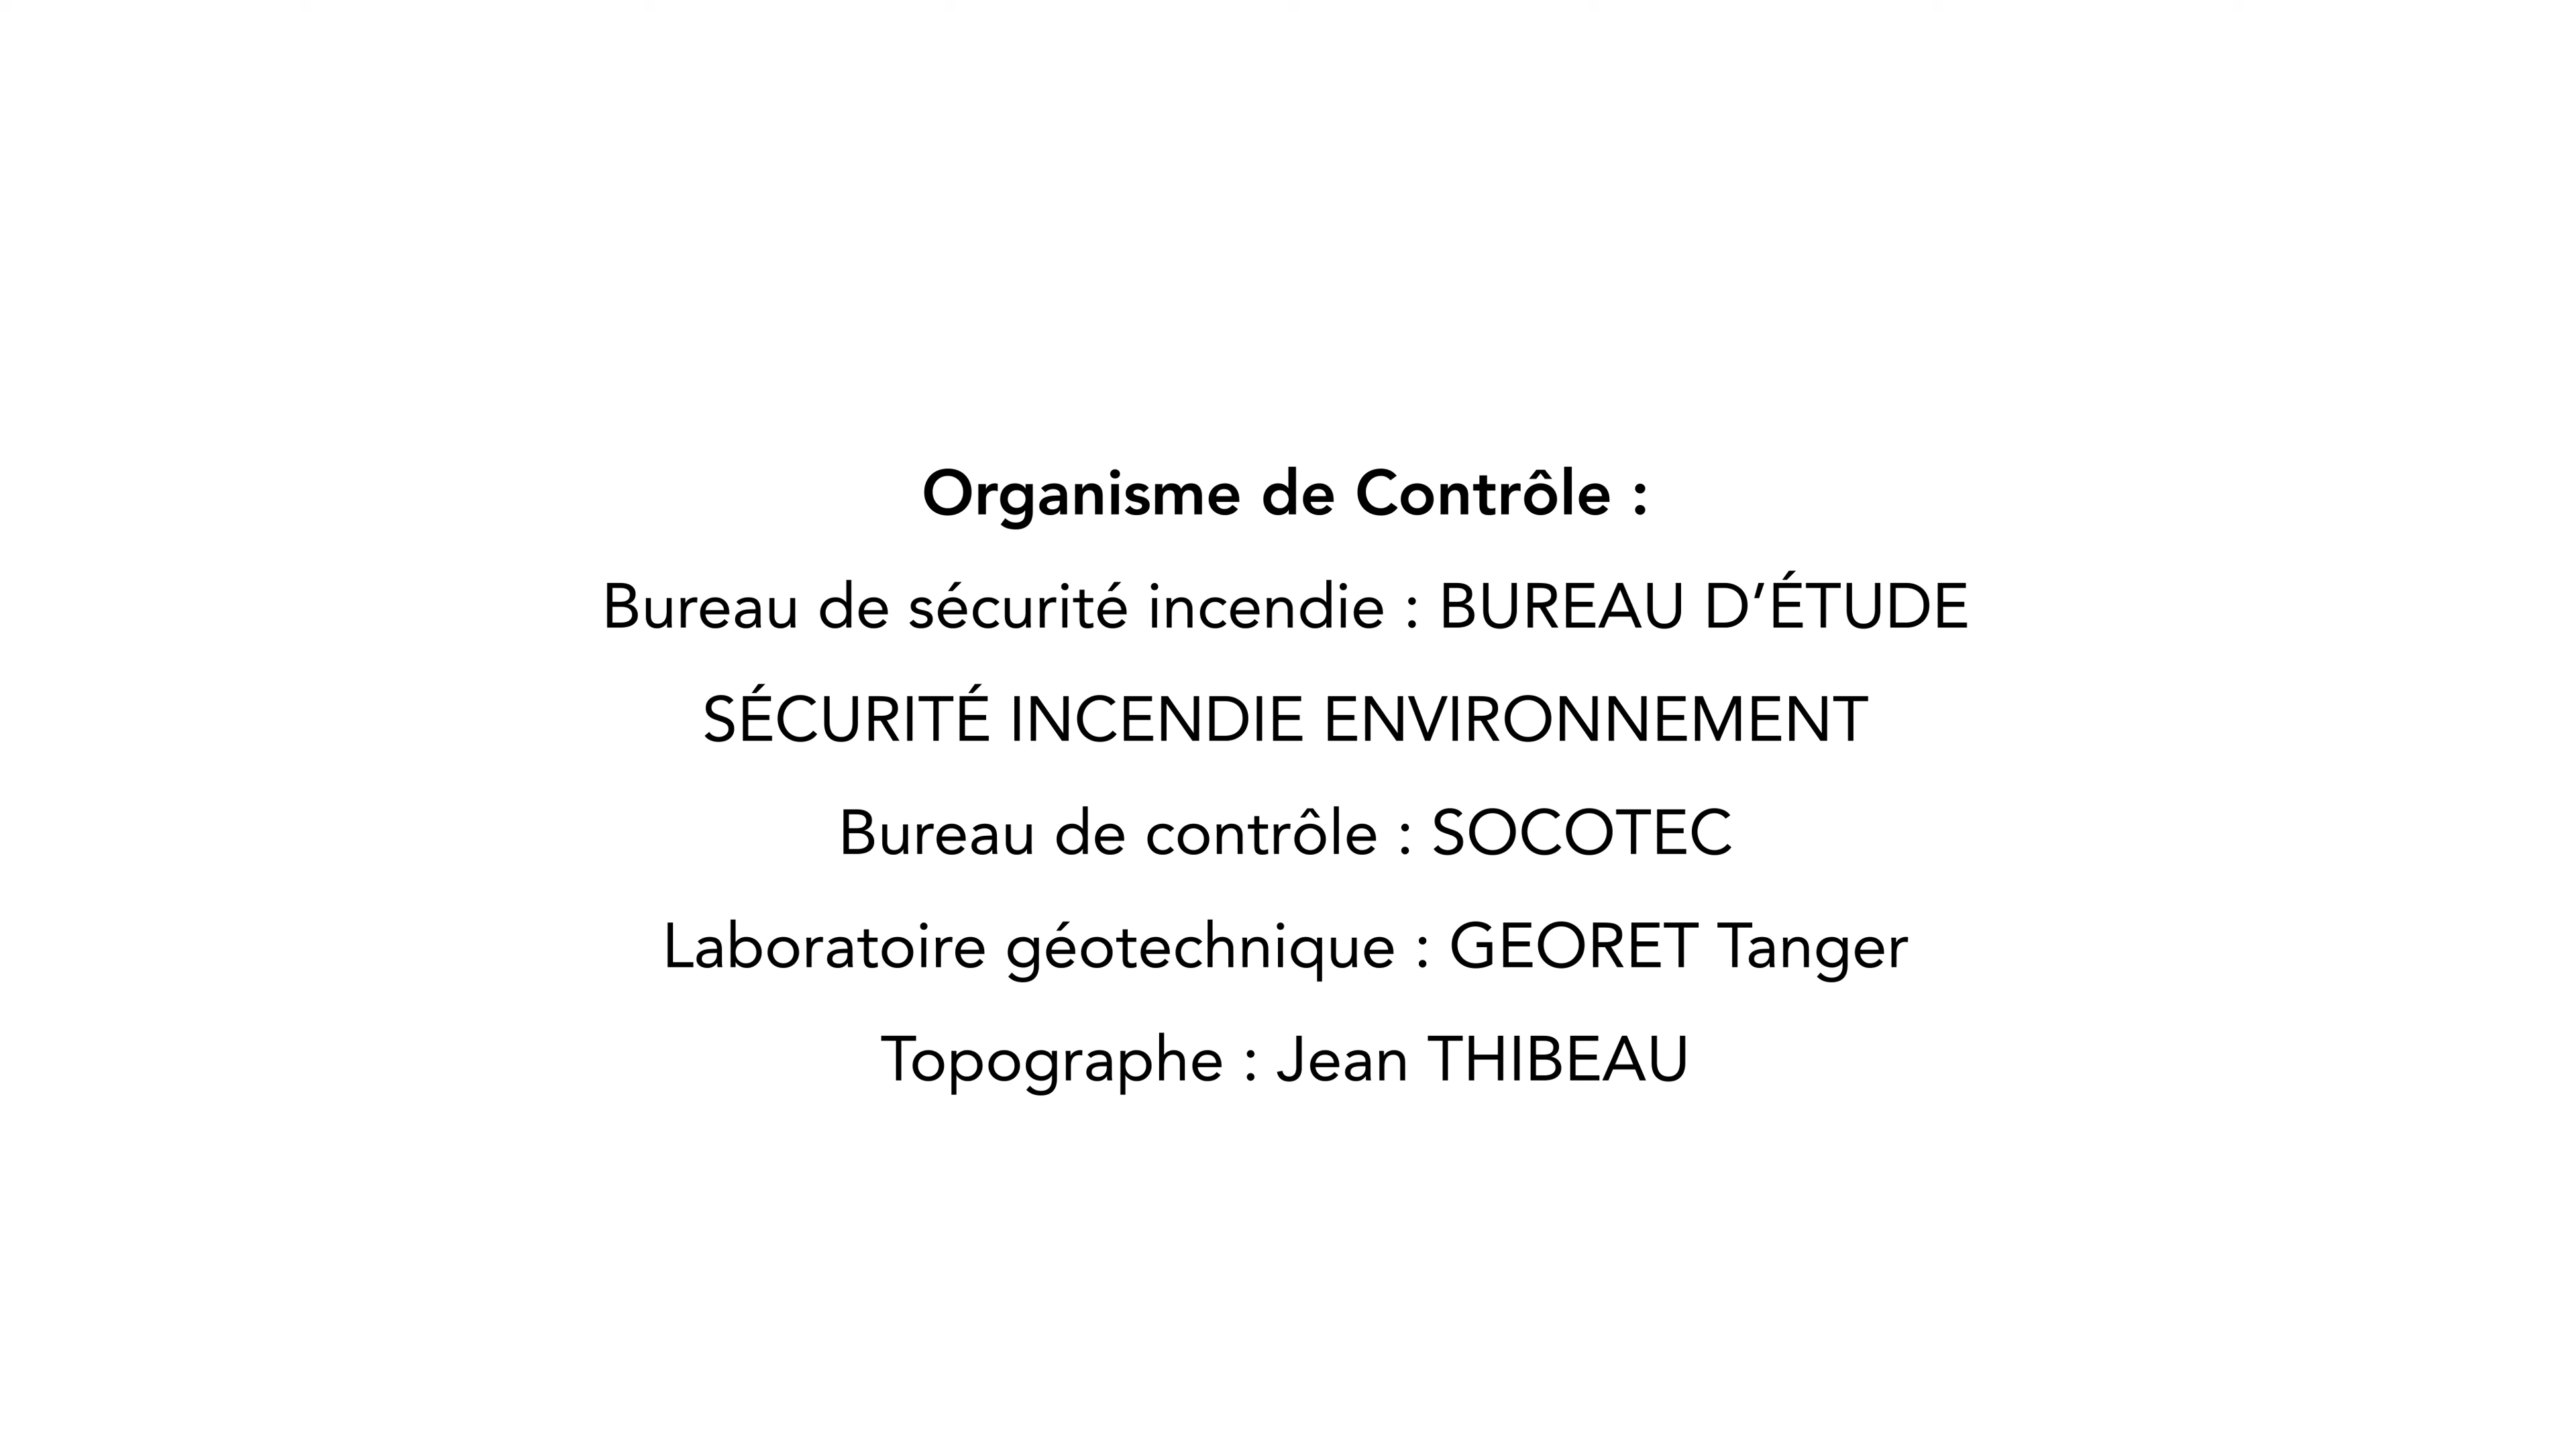 Organisme de Contrôle :
Bureau de sécurité incendie : BUREAU D’ÉTUDE
SÉCURITÉ INCENDIE ENVIRONNEMENT
Bureau de contrôle : SOCOTEC
Laboratoire géotechnique : GEORET Tanger
Topographe : Jean THIBEAU